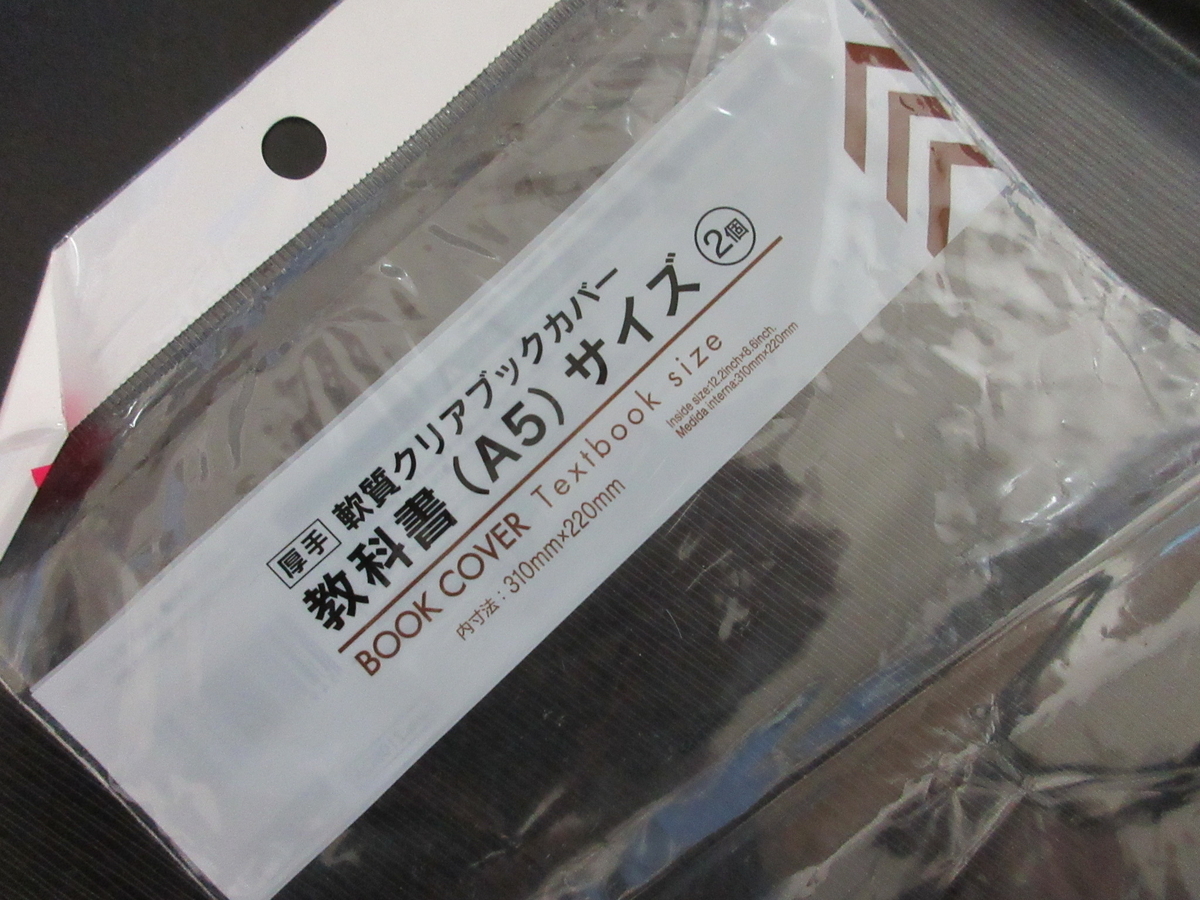 厚手 軟質クリアブックカバー
教科書（A5）サイズ 2個
BOOK COVER Textbook size
内寸法：310mm×220mm
Inside size:12.2inch×8.6inch.
Medida interna:310mm×220mm